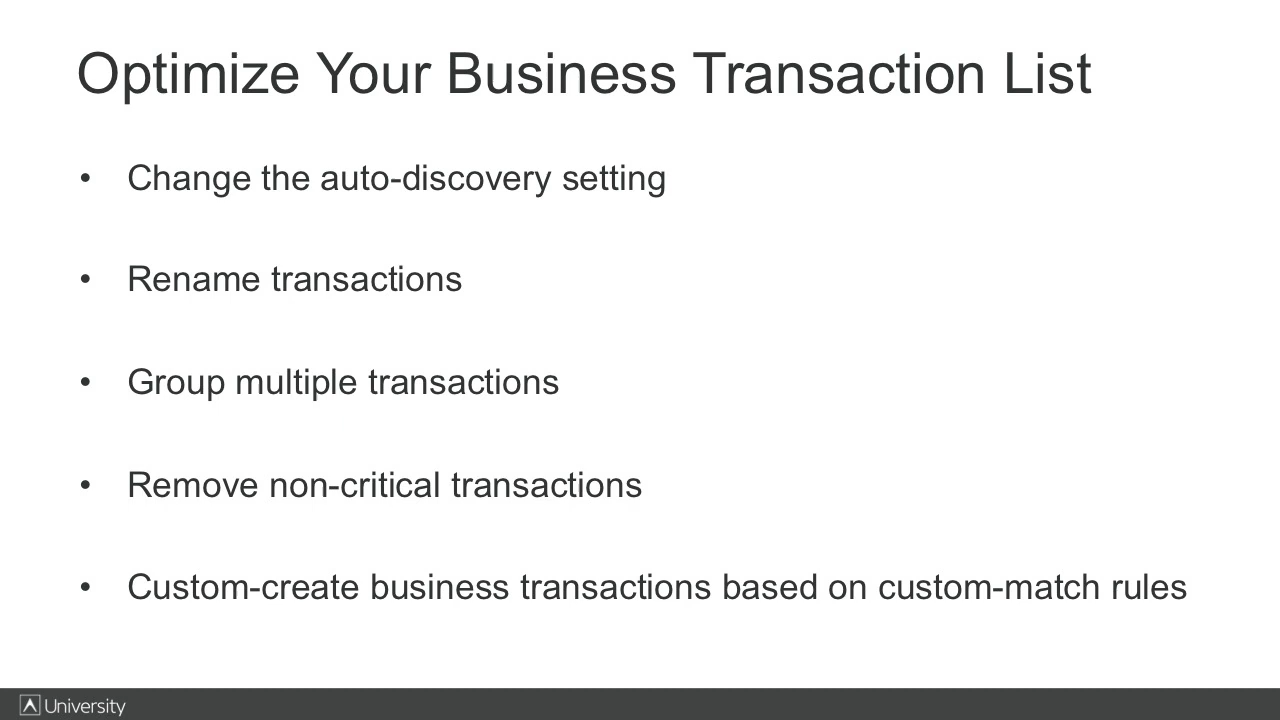 Optimize Your Business Transaction List
• Change the auto-discovery setting
• Rename transactions
• Group multiple transactions
• Remove non-critical transactions
• Custom-create business transactions based on custom-match rules
University